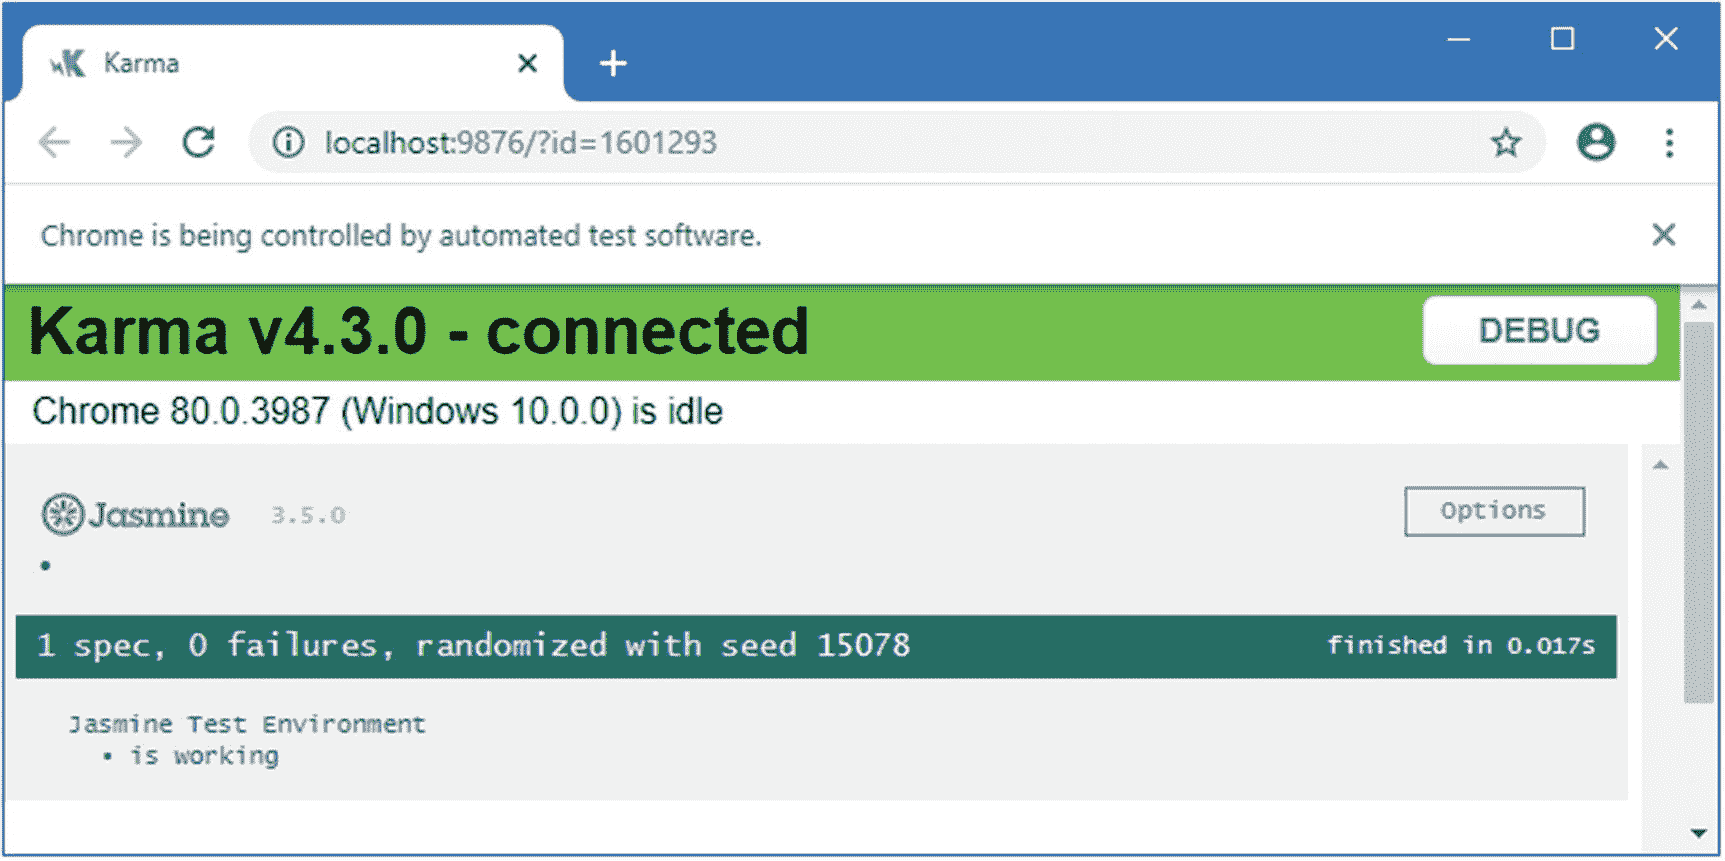 Karma
localhost:9876/?id=1601293
Chrome is being controlled by automated test software.
Karma v4.3.0 - connected
DEBUG
Chrome 80.0.3987 (Windows 10.0.0) is idle
Jasmine 3.5.0
Options
1 spec, 0 failures, randomized with seed 15078
finished in 0.017s
Jasmine Test Environment
• is working